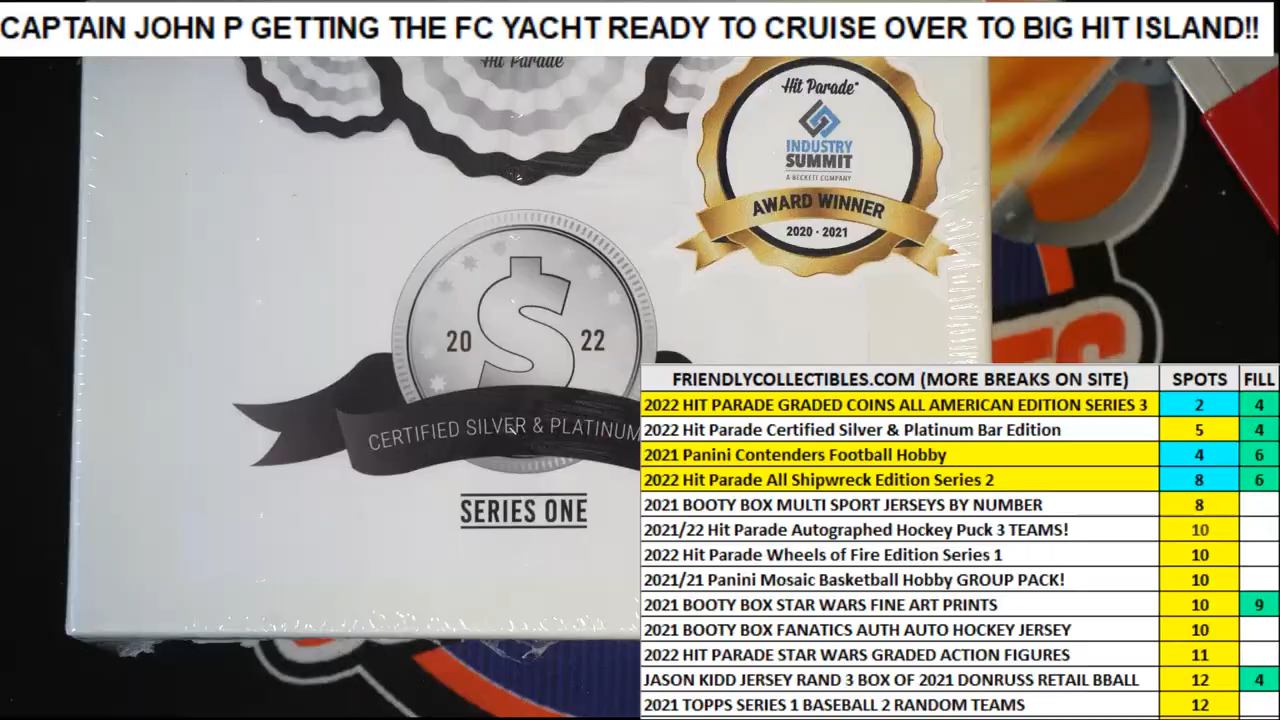 CAPTAIN JOHN P GETTING THE FC YACHT READY TO CRUISE OVER TO BIG HIT ISLAND!!
Hit Parade
Hit Parade
INDUSTRY
SUMMIT
A BECKETT COMPANY
AWARD WINNER
2020 · 2021
20 22
CERTIFIED SILVER & PLATINUM
SERIES ONE
FRIENDLYCOLLECTIBLES.COM (MORE BREAKS ON SITE) SPOTS FILL
2022 HIT PARADE GRADED COINS ALL AMERICAN EDITION SERIES 3 2 4
2022 Hit Parade Certified Silver & Platinum Bar Edition 5 4
2021 Panini Contenders Football Hobby 4 6
2022 Hit Parade All Shipwreck Edition Series 2 8 6
2021 BOOTY BOX MULTI SPORT JERSEYS BY NUMBER 8
2021/22 Hit Parade Autographed Hockey Puck 3 TEAMS! 10
2022 Hit Parade Wheels of Fire Edition Series 1 10
2021/21 Panini Mosaic Basketball Hobby GROUP PACK! 10
2021 BOOTY BOX STAR WARS FINE ART PRINTS 10 9
2021 BOOTY BOX FANATICS AUTH AUTO HOCKEY JERSEY 10
2022 HIT PARADE STAR WARS GRADED ACTION FIGURES 11
JASON KIDD JERSEY RAND 3 BOX OF 2021 DONRUSS RETAIL BBALL 12 4
2021 TOPPS SERIES 1 BASEBALL 2 RANDOM TEAMS 12